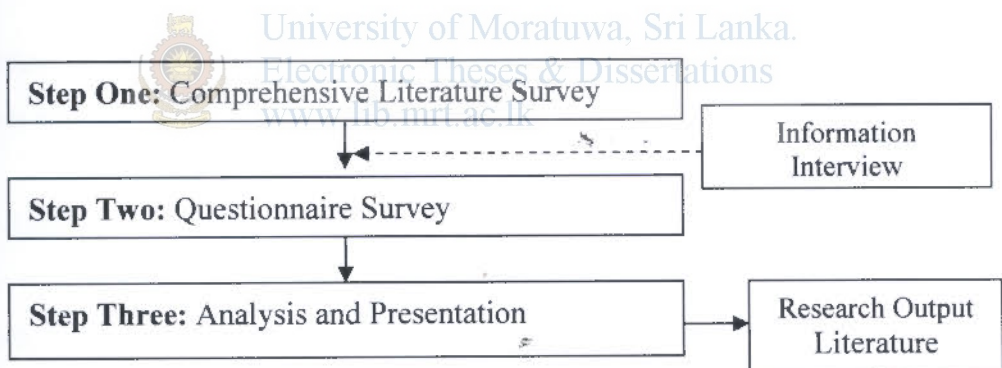 University of Moratuwa, Sri Lanka.
Electronic Theses & Dissertations
www.lib.mrt.ac.lk
Step One: Comprehensive Literature Survey
Information
Interview
Step Two: Questionnaire Survey
Step Three: Analysis and Presentation
Research Output
Literature